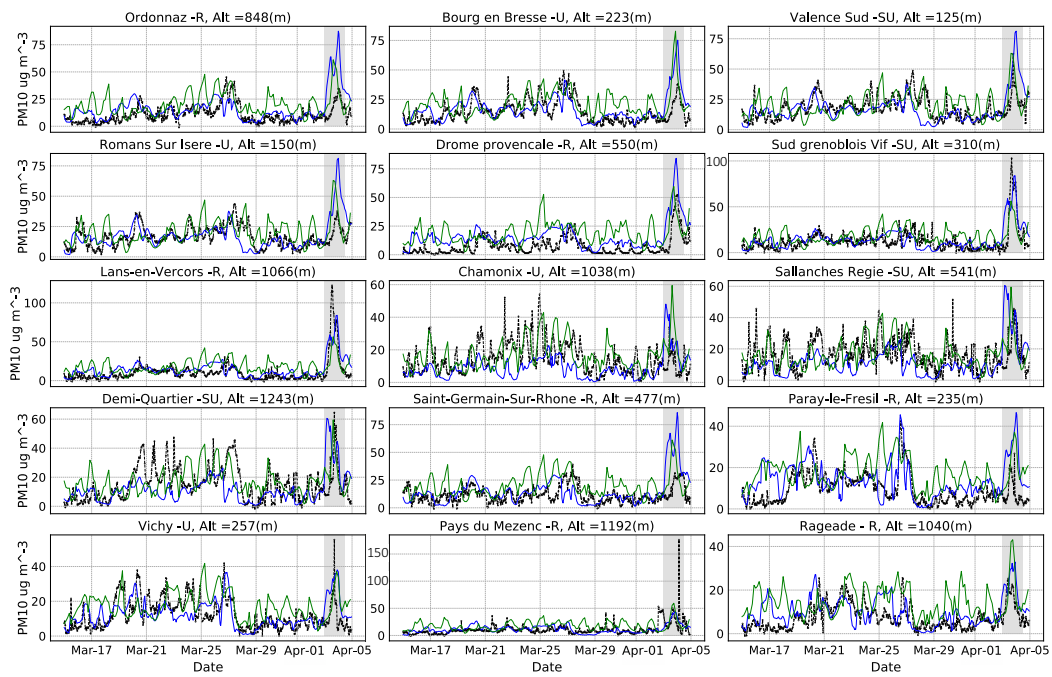 Ordonnaz -R, Alt =848(m)
Bourg en Bresse -U, Alt =223(m)
Valence Sud -SU, Alt =125(m)
PM10 ug m^-3
75
50
25
0
75
50
25
0
75
50
25
0
Romans Sur Isere -U, Alt =150(m)
Drome provencale -R, Alt =550(m)
Sud grenoblois Vif -SU, Alt =310(m)
PM10 ug m^-3
75
50
25
0
75
50
25
0
100
50
0
Lans-en-Vercors -R, Alt =1066(m)
Chamonix -U, Alt =1038(m)
Sallanches Regie -SU, Alt =541(m)
PM10 ug m^-3
100
50
0
60
40
20
0
60
40
20
0
Demi-Quartier -SU, Alt =1243(m)
Saint-Germain-Sur-Rhone -R, Alt =477(m)
Paray-le-Fresil -R, Alt =235(m)
PM10 ug m^-3
60
40
20
0
75
50
25
0
40
20
0
Vichy -U, Alt =257(m)
Pays du Mezenc -R, Alt =1192(m)
Rageade - R, Alt =1040(m)
PM10 ug m^-3
40
20
0
150
100
50
0
40
20
0
Mar-17 Mar-21 Mar-25 Mar-29 Apr-01 Apr-05
Mar-17 Mar-21 Mar-25 Mar-29 Apr-01 Apr-05
Mar-17 Mar-21 Mar-25 Mar-29 Apr-01 Apr-05
Date
Date
Date